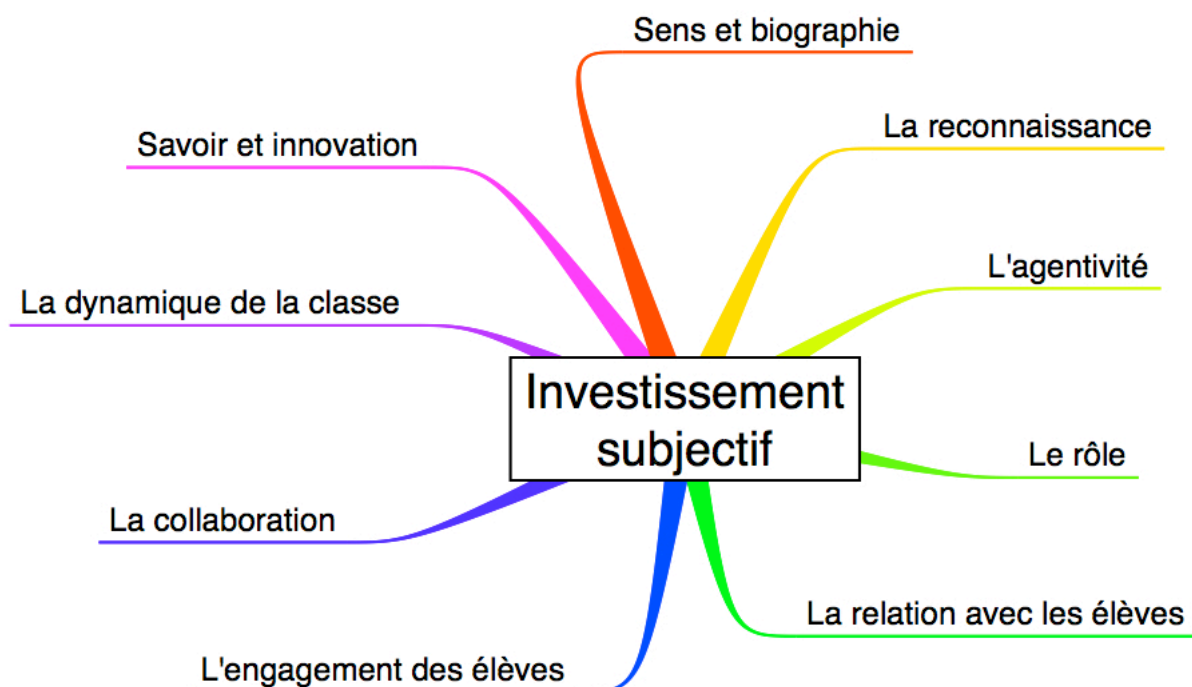 Sens et biographie
La reconnaissance
Savoir et innovation
L'agentivité
La dynamique de la classe
Investissement
subjectif
Le rôle
La collaboration
La relation avec les élèves
L'engagement des élèves